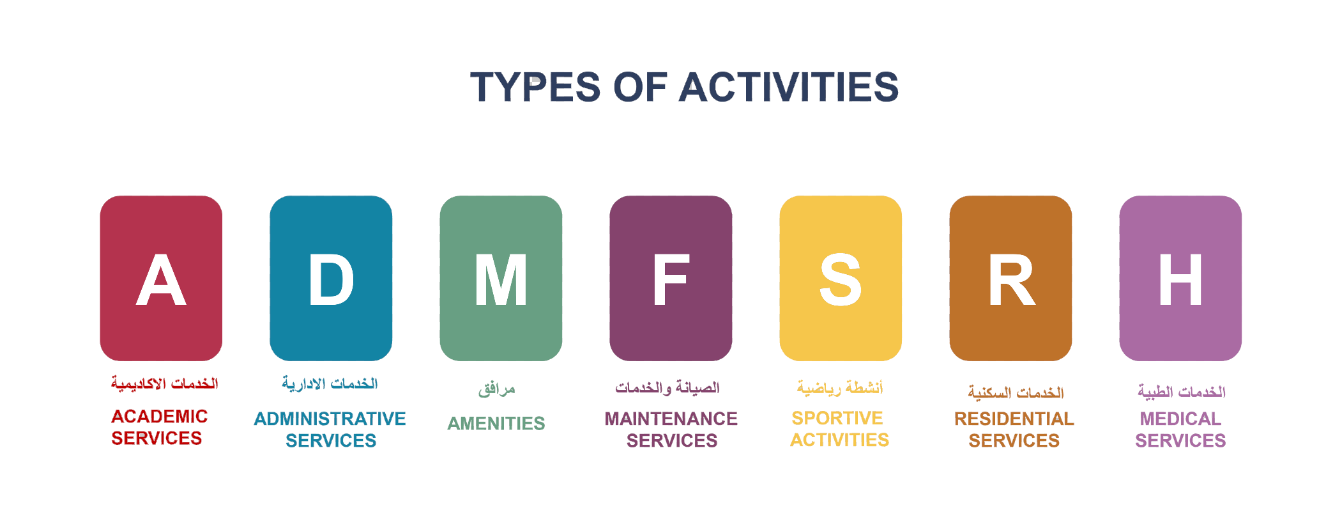 TYPES OF ACTIVITIES
A
الخدمات الاكاديمية
ACADEMIC
SERVICES
D
الخدمات الادارية
ADMINISTRATIVE
SERVICES
M
مرافق
AMENITIES
F
الصيانة والخدمات
MAINTENANCE
SERVICES
S
أنشطة رياضية
SPORTIVE
ACTIVITIES
R
الخدمات السكنية
RESIDENTIAL
SERVICES
H
الخدمات الطبية
MEDICAL
SERVICES